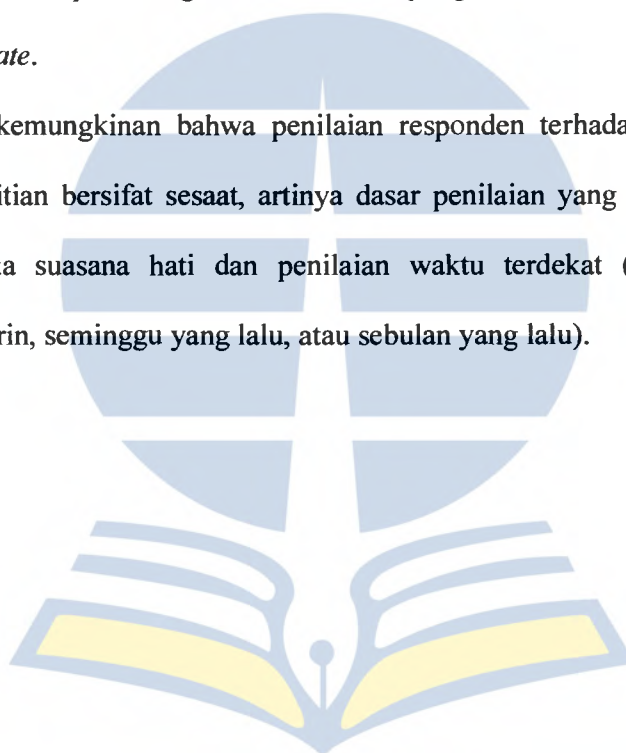 ate.
kemungkinan bahwa penilaian responden terhada
itian bersifat sesaat, artinya dasar penilaian yang
a suasana hati dan penilaian waktu terdekat (
rin, seminggu yang lalu, atau sebulan yang lalu).